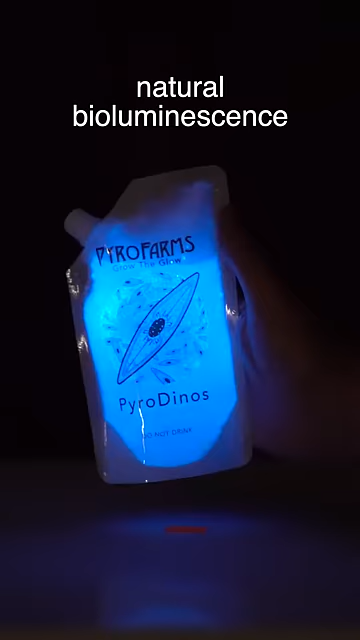 natural
bioluminescence
PYROFARMS
Grow The Glow
PyroDinos
DO NOT DRINK